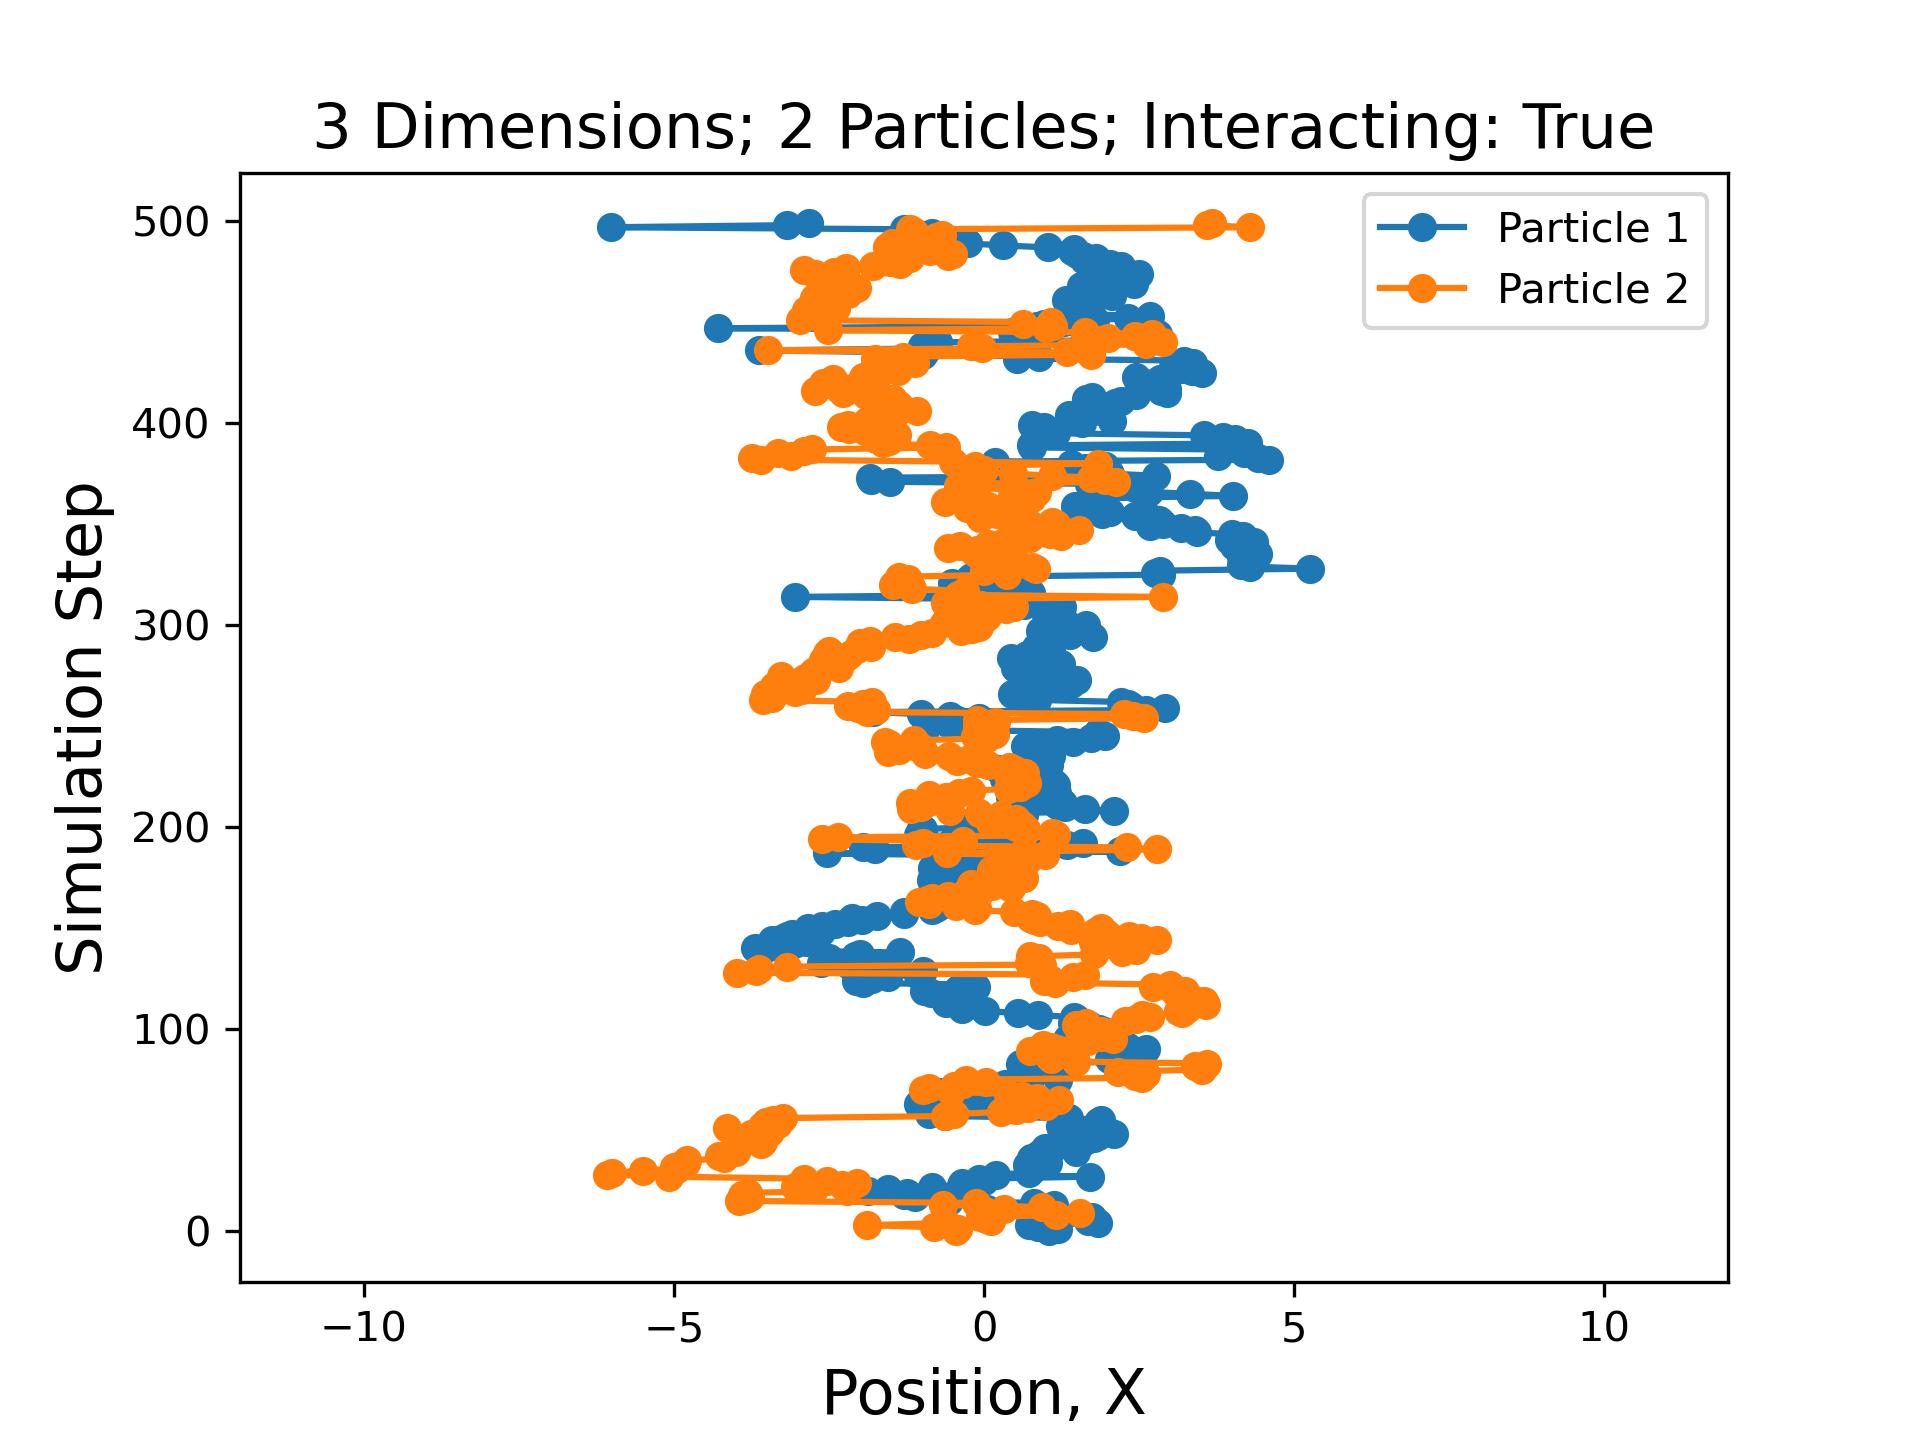 3 Dimensions; 2 Particles; Interacting: True
Particle 1
Particle 2
500
400
300
200
100
0
Simulation Step
−10
−5
0
5
10
Position, X